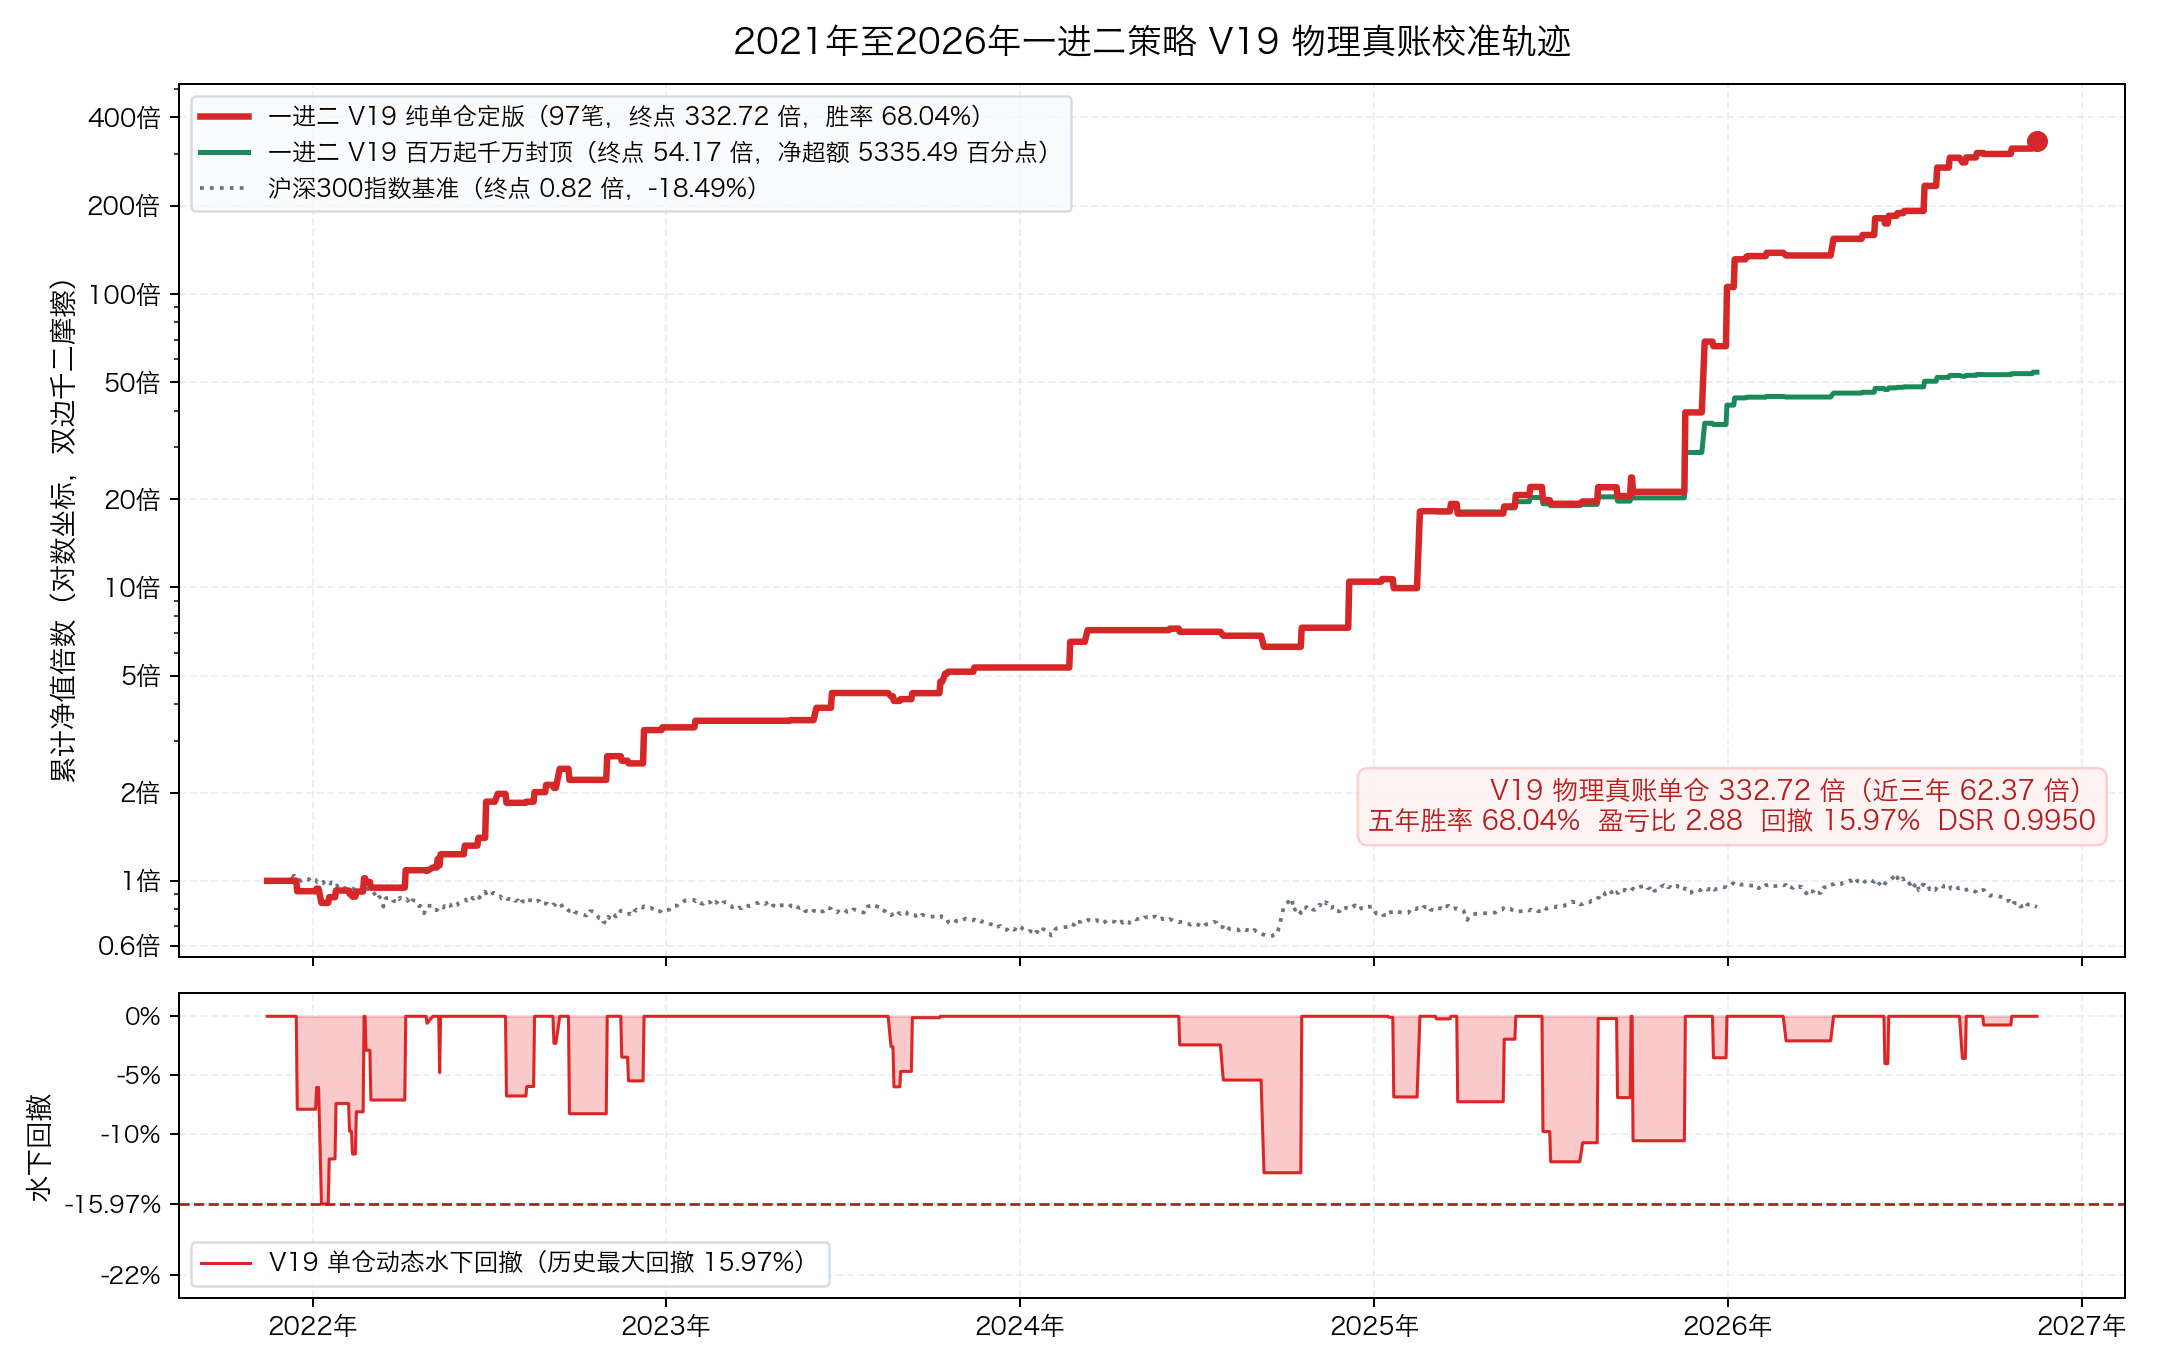 2021年至2026年一进二策略 V19 物理真账校准轨迹
一进二 V19 纯单仓定版（97笔，终点 332.72 倍，胜率 68.04%）
一进二 V19 百万起千万封顶（终点 54.17 倍，净超额 5335.49 百分点）
沪深300指数基准（终点 0.82 倍，-18.49%）
累计净值倍数（对数坐标，双边千二摩擦）
400倍
200倍
100倍
50倍
20倍
10倍
5倍
2倍
1倍
0.6倍
V19 物理真账单仓 332.72 倍（近三年 62.37 倍）
五年胜率 68.04% 盈亏比 2.88 回撤 15.97% DSR 0.9950
水下回撤
0%
-5%
-10%
-15.97%
-22%
V19 单仓动态水下回撤（历史最大回撤 15.97%）
2022年
2023年
2024年
2025年
2026年
2027年